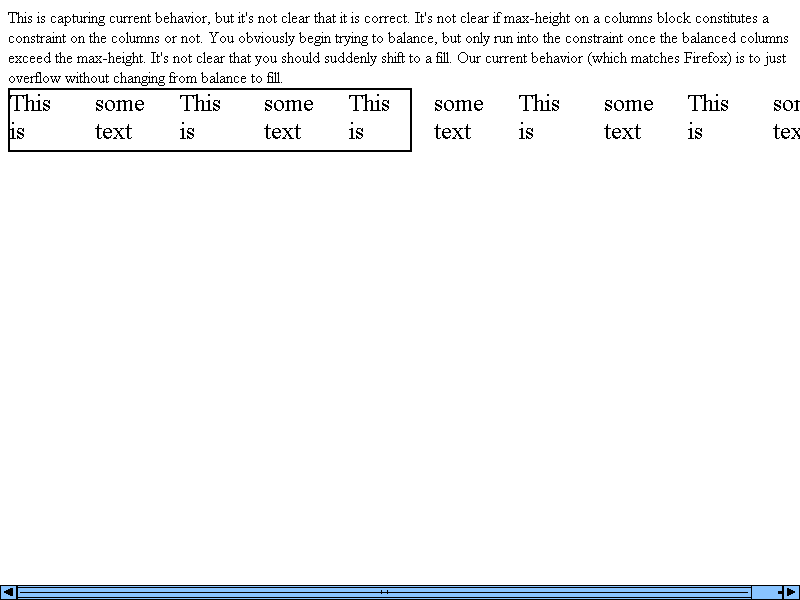 This is capturing current behavior, but it's not clear that it is correct. It's not clear if max-height on a columns block constitutes a
constraint on the columns or not. You obviously begin trying to balance, but only run into the constraint once the balanced columns
exceed the max-height. It's not clear that you should suddenly shift to a fill. Our current behavior (which matches Firefox) is to just
overflow without changing from balance to fill.
This some This some This some This some This
is text is text is text is text is